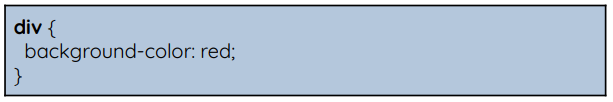 div {
  background-color: red;
}